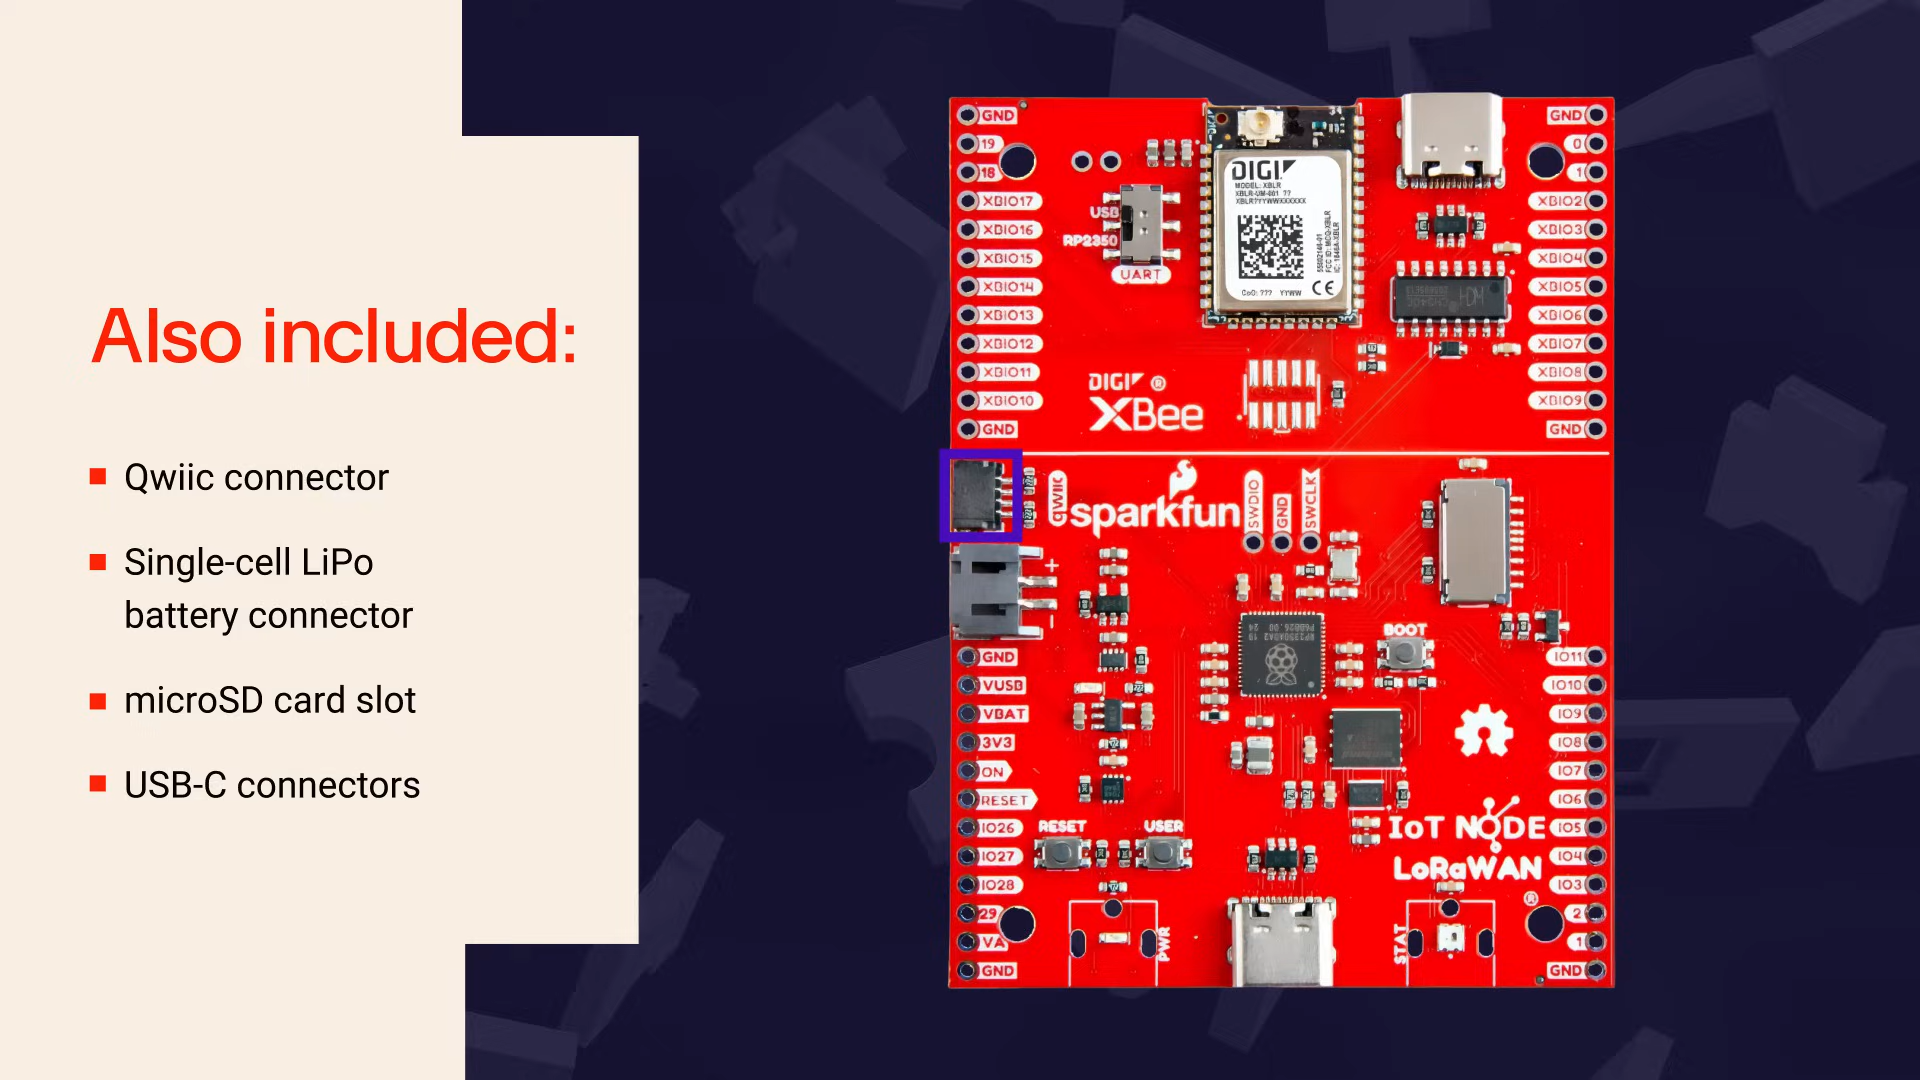 Also included:
Qwiic connector
Single-cell LiPo
battery connector
microSD card slot
USB-C connectors
GND
19
18
XBIO17
XBIO16
XBIO15
XBIO14
XBIO13
XBIO12
XBIO11
XBIO10
GND
USB
RP2350
UART
DIGI
MODEL: XBLR
CE
DIGI ®
XBee
GND
0
1
XBIO2
XBIO3
XBIO4
XBIO5
XBIO6
XBIO7
XBIO8
XBIO9
GND
qwiic
sparkfun
SWDIO
GND
SWCLK
+
-
BOOT
GND
VUSB
VBAT
3V3
ON
RESET
IO26
IO27
IO28
29
VA
GND
RESET
USER
PWR
STAT
IoT NODE
LoRaWAN
®
IO11
IO10
IO9
IO8
IO7
IO6
IO5
IO4
IO3
2
1
GND